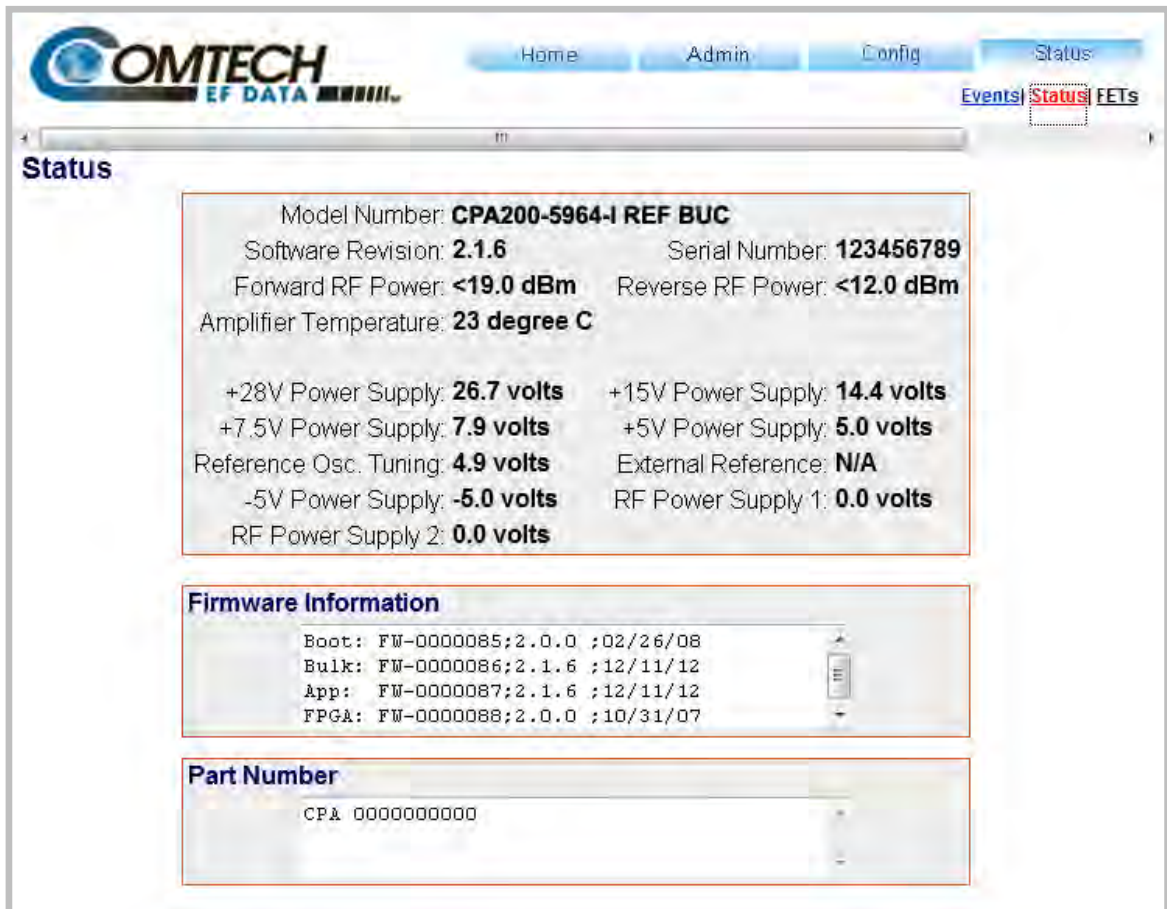 COMTECH
EF DATA
Home Admin Config Status
Events| Status| FETs
Status
Model Number: CPA200-5964-I REF BUC
Software Revision: 2.1.6 Serial Number: 123456789
Forward RF Power: <19.0 dBm Reverse RF Power: <12.0 dBm
Amplifier Temperature: 23 degree C
+28V Power Supply: 26.7 volts +15V Power Supply: 14.4 volts
+7.5V Power Supply: 7.9 volts +5V Power Supply: 5.0 volts
Reference Osc. Tuning: 4.9 volts External Reference: N/A
-5V Power Supply: -5.0 volts RF Power Supply 1: 0.0 volts
RF Power Supply 2: 0.0 volts
Firmware Information
Boot: FW-0000085;2.0.0 ;02/26/08
Bulk: FW-0000086;2.1.6 ;12/11/12
App: FW-0000087;2.1.6 ;12/11/12
FPGA: FW-0000088;2.0.0 ;10/31/07
Part Number
CPA 0000000000